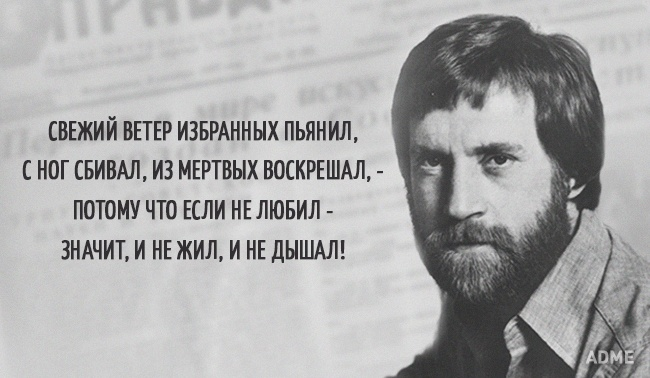 ПРАВДА
СВЕЖИЙ ВЕТЕР ИЗБРАННЫХ ПЬЯНИЛ,
С НОГ СБИВАЛ, ИЗ МЕРТВЫХ ВОСКРЕШАЛ, -
ПОТОМУ ЧТО ЕСЛИ НЕ ЛЮБИЛ -
ЗНАЧИТ, И НЕ ЖИЛ, И НЕ ДЫШАЛ!
ADME